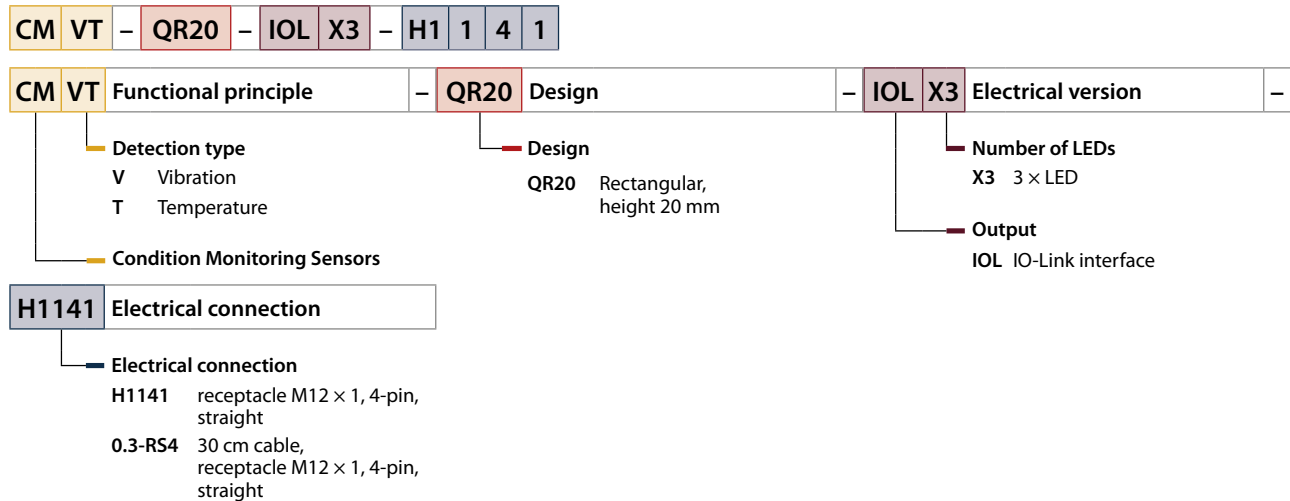 CM VT – QR20 – IOL X3 – H1 1 4 1
CM VT Functional principle – QR20 Design – IOL X3 Electrical version –
Detection type
V Vibration
T Temperature
Condition Monitoring Sensors
Design
QR20 Rectangular,
height 20 mm
Number of LEDs
X3 3 × LED
Output
IOL IO-Link interface
H1141 Electrical connection
Electrical connection
H1141 receptacle M12 × 1, 4-pin,
straight
0.3-RS4 30 cm cable,
receptacle M12 × 1, 4-pin,
straight